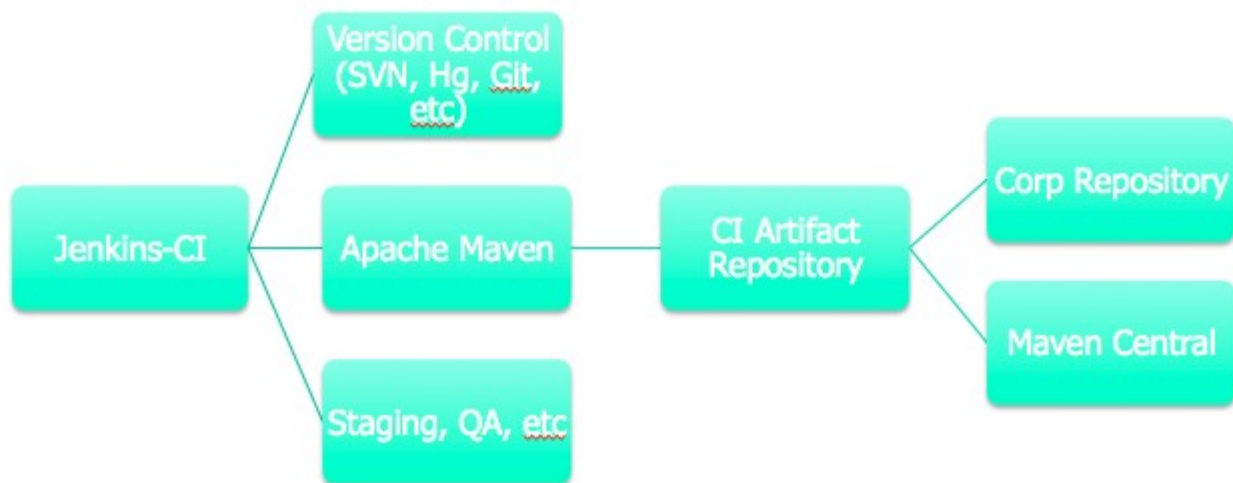 Version Control
(SVN, Hg, Git,
etc)
Jenkins-CI
Apache Maven
Staging, QA, etc
CI Artifact
Repository
Corp Repository
Maven Central